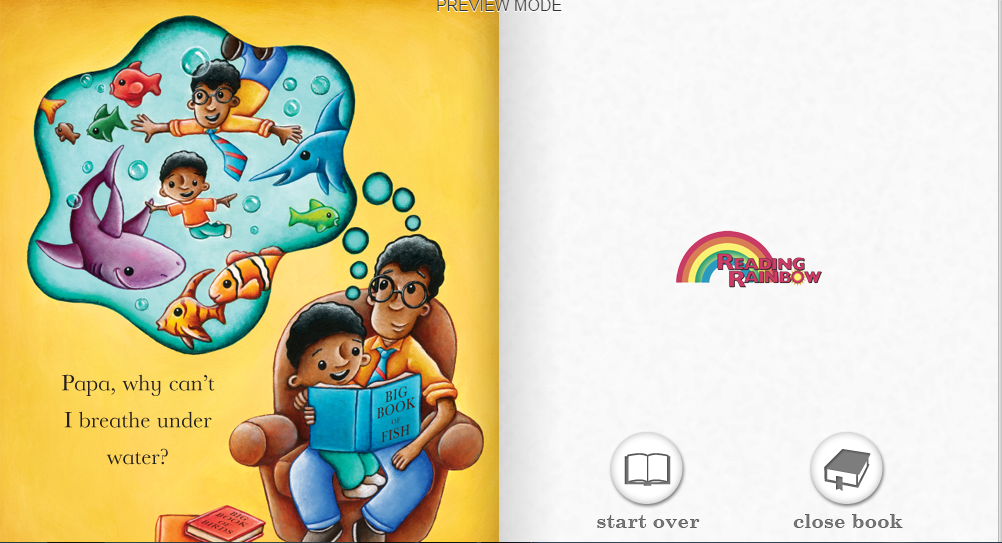 PREVIEW MODE
Papa, why can't
I breathe under
water?
BIG
BOOK
OF
FISH
BIG
BOOK OF
BIRDS
READING
RAINBOW
start over
close book